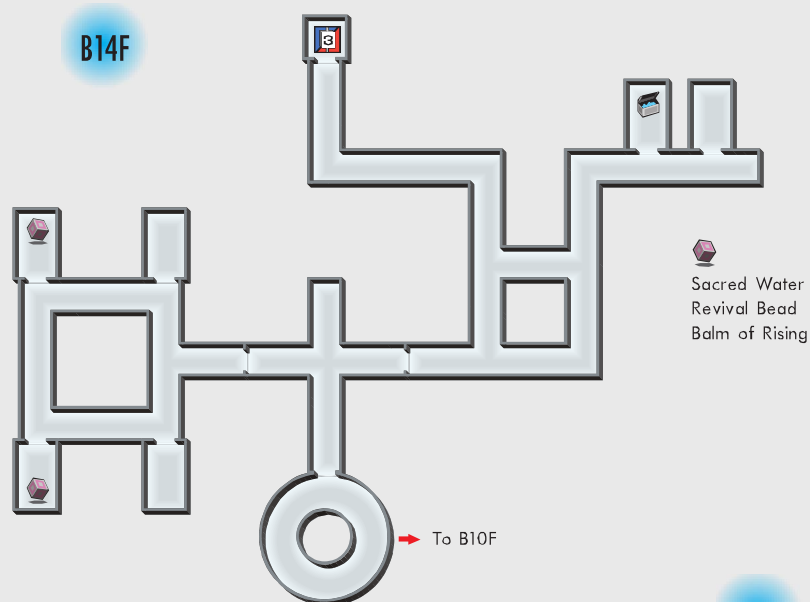 B14F
3
Sacred Water
Revival Bead
Balm of Rising
To B10F